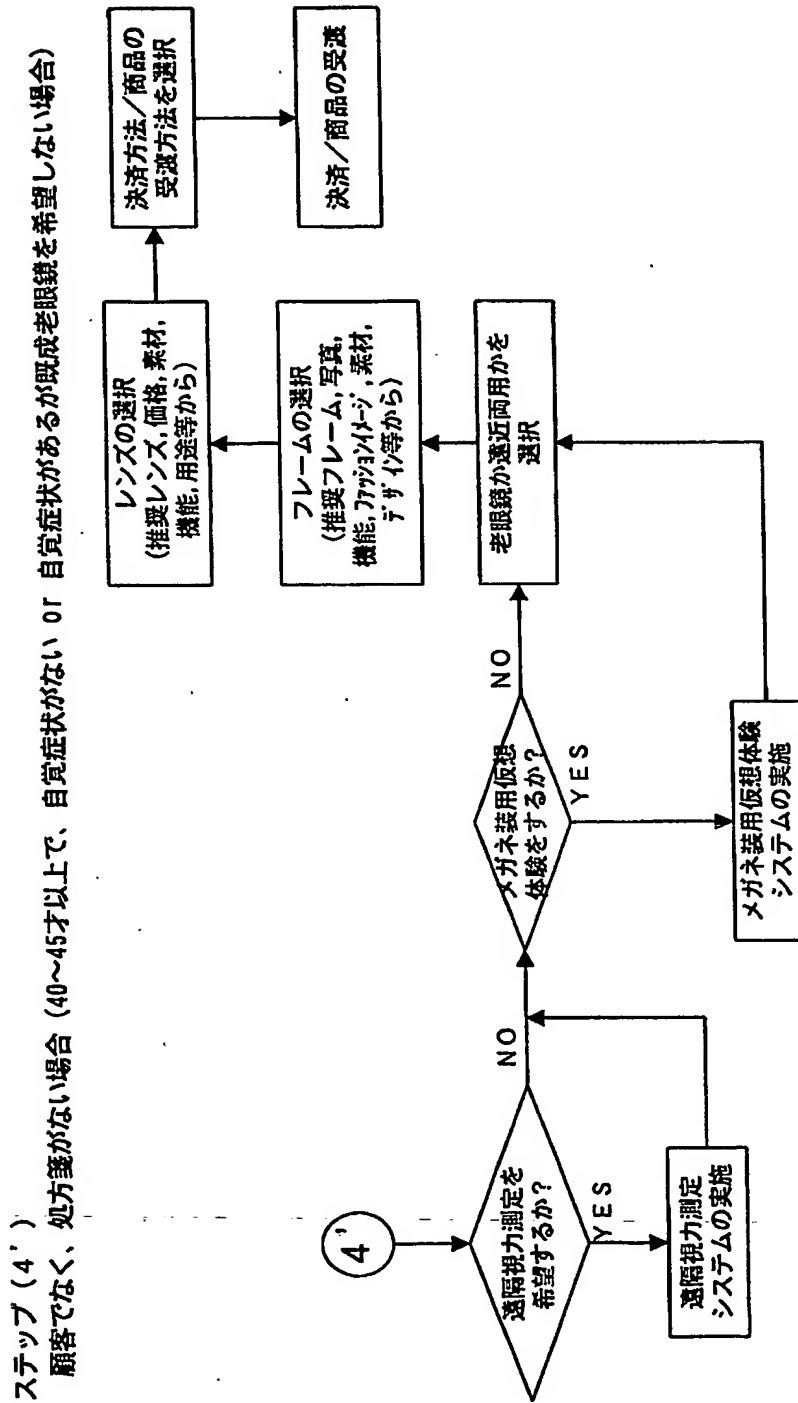 ステップ (4')
顧客でなく、処方箋がない場合 (40〜45才以上で、自覚症状がない or 自覚症状があるが既成老眼鏡を希望しない場合)
4'
遠隔視力測定を
希望するか?
YES
NO
遠隔視力測定
システムの実施
メガネ装用仮想
体験をするか?
YES
NO
メガネ装用仮想体験
システムの実施
老眼鏡か遠近両用かを
選択
フレームの選択
(推奨フレーム,写真,
機能,ファッションイメージ,素材,
デザイン等から)
レンズの選択
(推奨レンズ,価格,素材,
機能,用途等から)
決済方法/商品の
受渡方法を選択
決済/商品の受渡